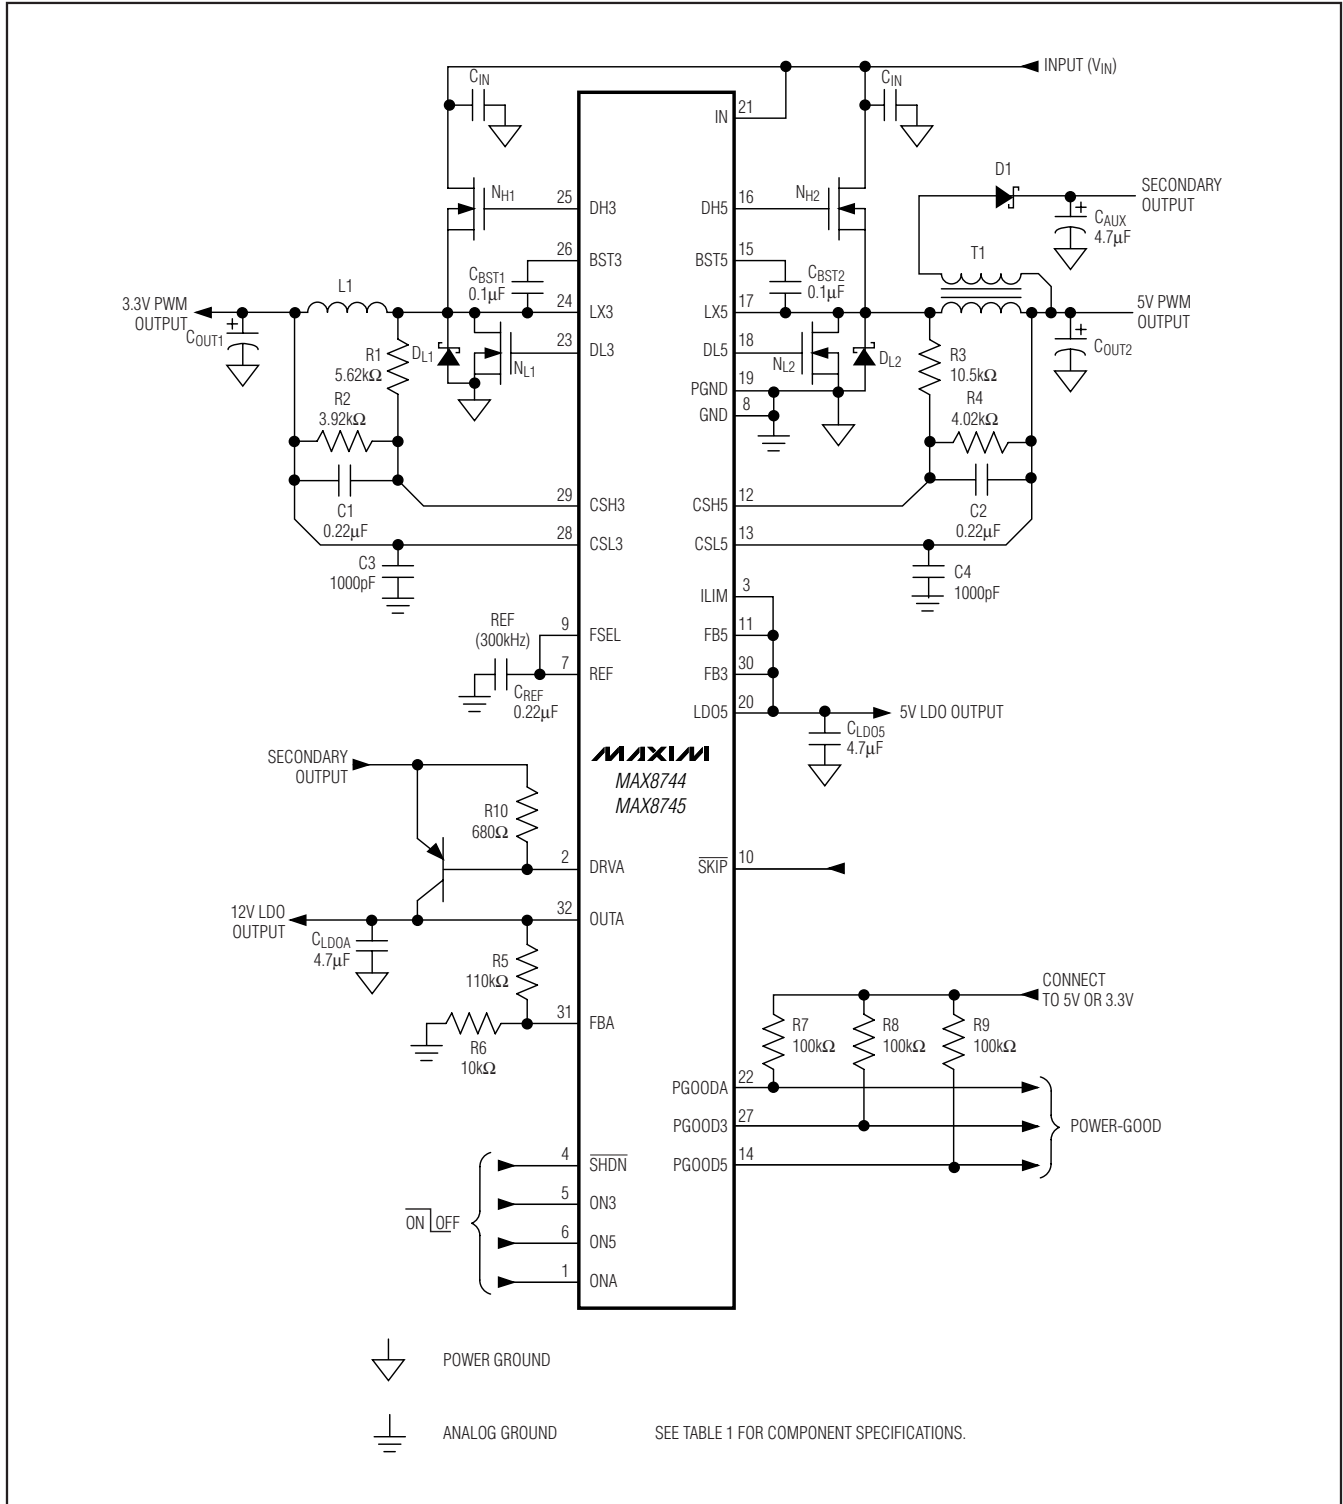 INPUT (VIN)
CIN
CIN
IN
21
D1
SECONDARY
OUTPUT
CAUX
4.7µF
NH1
25
DH3
DH5
16
NH2
26
BST3
BST5
15
T1
CBST1
0.1µF
CBST2
0.1µF
3.3V PWM
OUTPUT
L1
24
LX3
LX5
17
5V PWM
OUTPUT
COUT1
COUT2
R1
5.62kΩ
DL1
NL1
23
DL3
DL5
18
NL2
DL2
R3
10.5kΩ
PGND
19
GND
8
R2
3.92kΩ
R4
4.02kΩ
C1
0.22µF
29
CSH3
CSH5
12
C2
0.22µF
28
CSL3
CSL5
13
C3
1000pF
C4
1000pF
ILIM
3
REF
(300kHz)
9
FSEL
FB5
11
7
REF
FB3
30
CREF
0.22µF
LDO5
20
5V LDO OUTPUT
CLDO5
4.7µF
MAXIM
MAX8744
MAX8745
SECONDARY
OUTPUT
R10
680Ω
2
DRVA
SKIP
10
12V LDO
OUTPUT
32
OUTA
CLDOA
4.7µF
R5
110kΩ
31
FBA
R6
10kΩ
CONNECT
TO 5V OR 3.3V
R7
100kΩ
R8
100kΩ
R9
100kΩ
PGOODA
22
PGOOD3
27
POWER-GOOD
PGOOD5
14
4
SHDN
5
ON3
ON OFF
6
ON5
1
ONA
POWER GROUND
ANALOG GROUND
SEE TABLE 1 FOR COMPONENT SPECIFICATIONS.